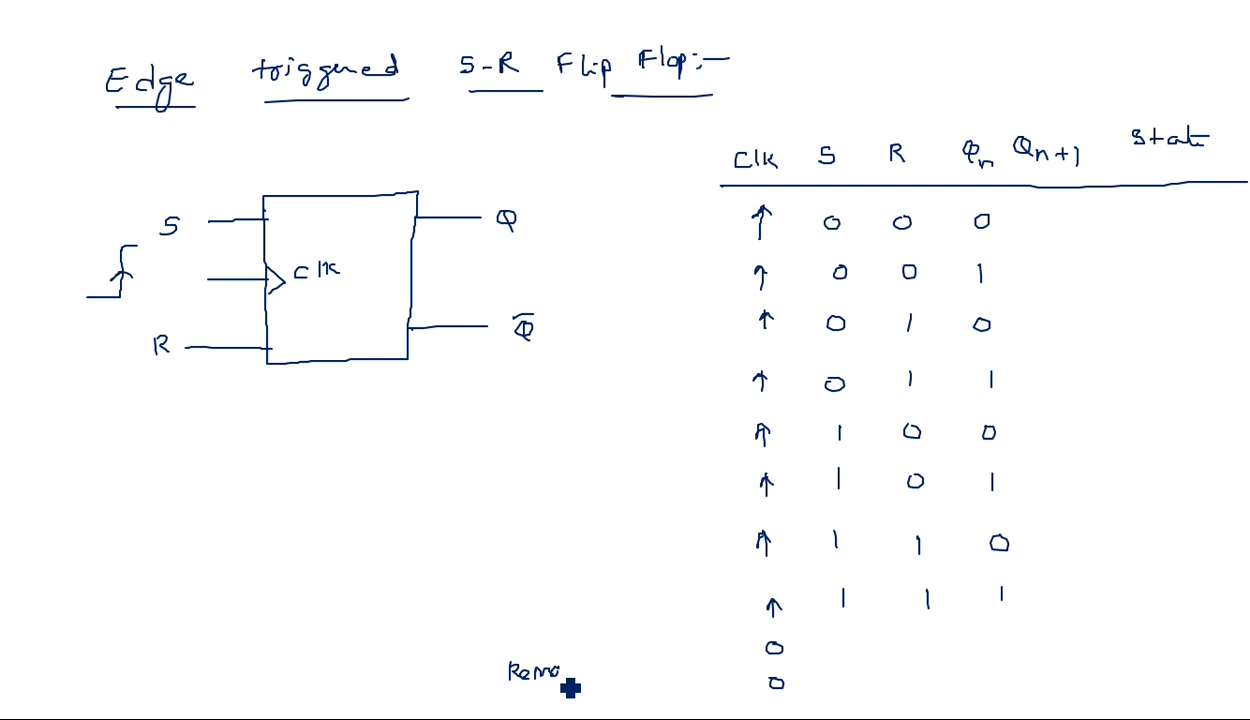 Edge triggered S-R Flip Flop:-
Clk S R Qn Qn+1 State
↑ 0 0 0
↑ 0 0 1
↑ 0 1 0
↑ 0 1 1
↑ 1 0 0
↑ 1 0 1
↑ 1 1 0
↑ 1 1 1
0
0
S Q
Clk
R Q̅
Remo